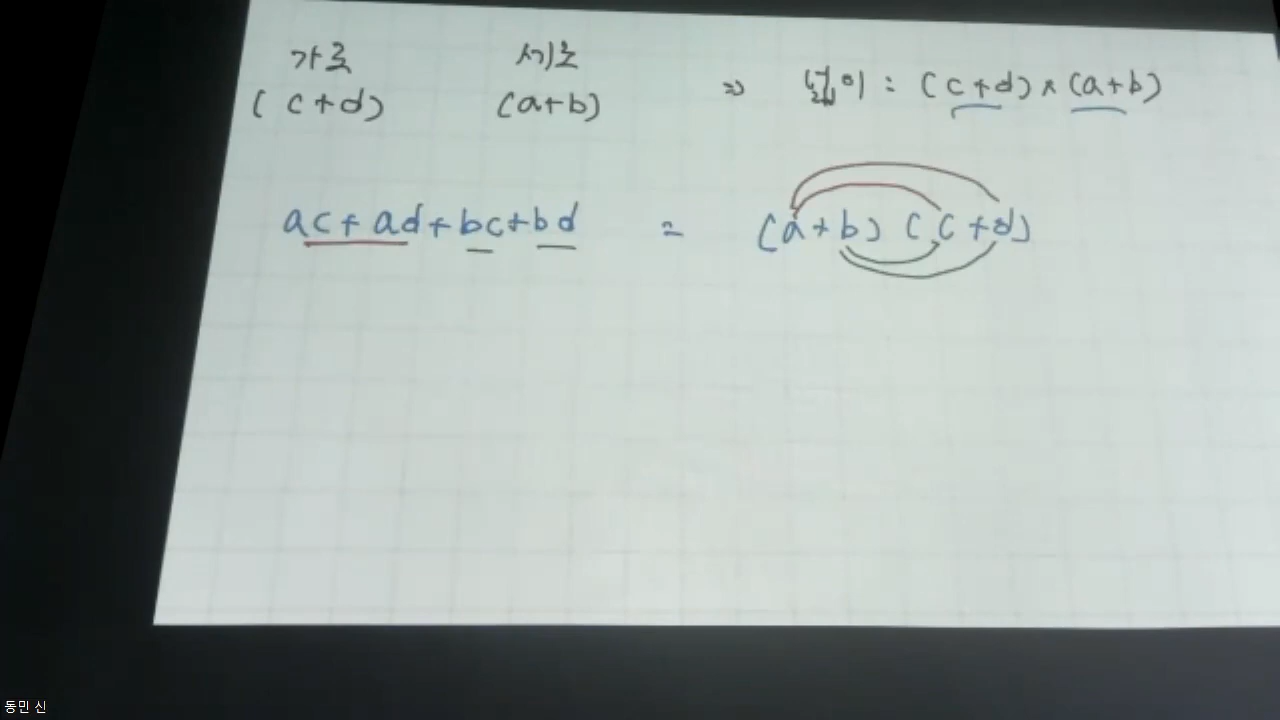 가로 세로
(c+d) (a+b) ⇒ 넓이 : (c+d)×(a+b)
ac+ad+bc+bd = (a+b)(c+d)
동민 신